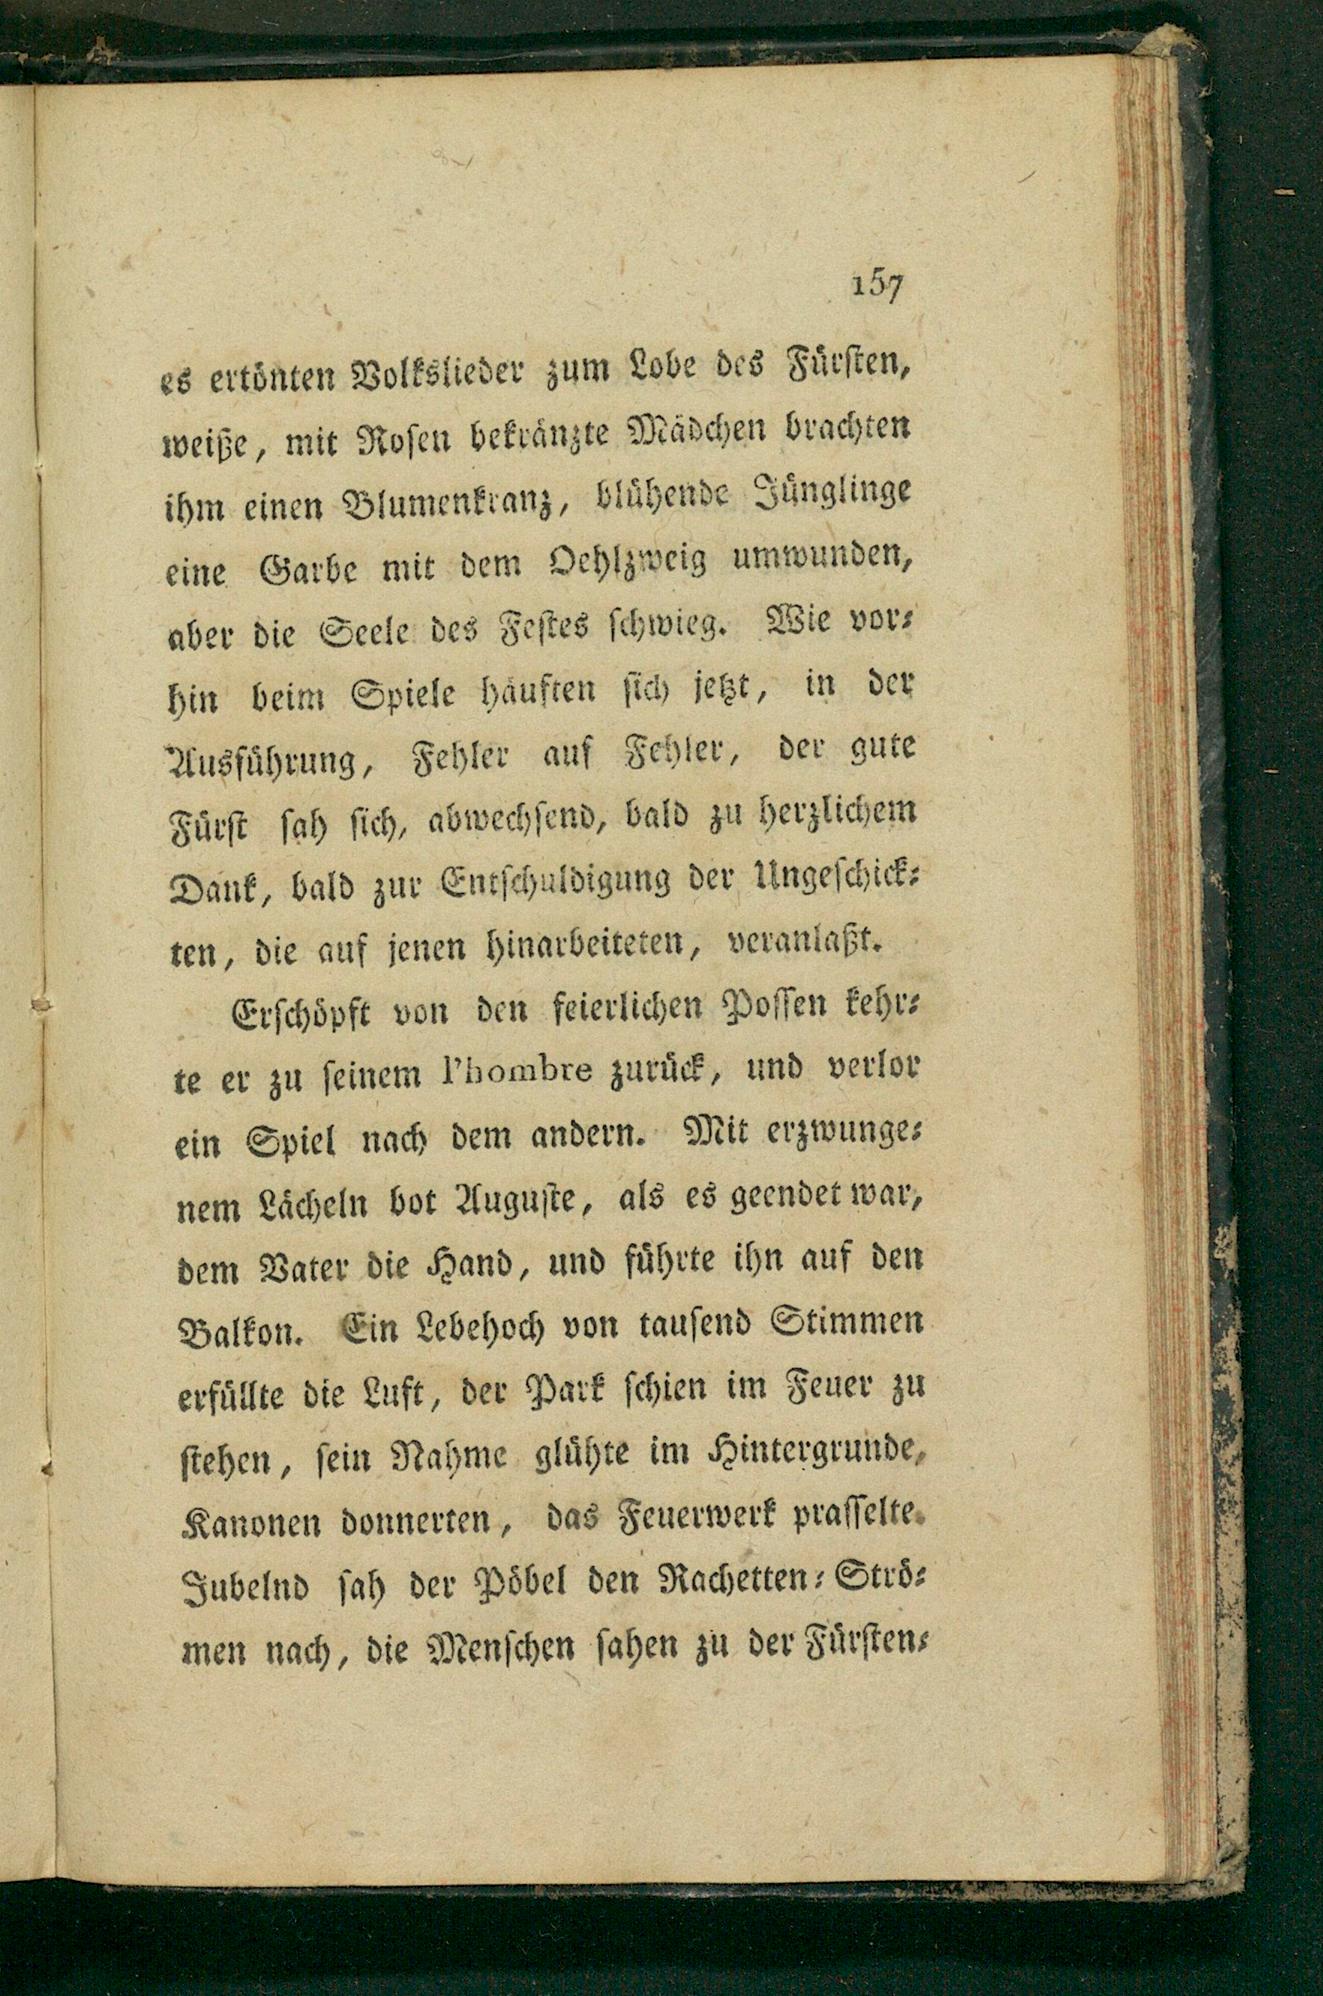 157
es ertönten Volkslieder zum Lobe des Fürsten,
weiße, mit Rosen bekränzte Mädchen brachten
ihm einen Blumenkranz, blühende Jünglinge
eine Garbe mit dem Oehlzweig umwunden,
aber die Seele des Festes schwieg. Wie vor-
hin beim Spiele häuften sich jetzt, in der
Ausführung, Fehler auf Fehler, der gute
Fürst sah sich, abwechsend, bald zu herzlichem
Dank, bald zur Entschuldigung der Ungeschick-
ten, die auf jenen hinarbeiteten, veranlaßt.
Erschöpft von den feierlichen Possen kehr-
te er zu seinem l'hombre zurück, und verlor
ein Spiel nach dem andern. Mit erzwunge-
nem Lächeln bot Auguste, als es geendet war,
dem Vater die Hand, und führte ihn auf den
Balkon. Ein Lebehoch von tausend Stimmen
erfüllte die Luft, der Park schien im Feuer zu
stehen, sein Nahme glühte im Hintergrunde,
Kanonen donnerten, das Feuerwerk prasselte.
Jubelnd sah der Pöbel den Rachetten-Strö-
men nach, die Menschen sahen zu der Fürsten-